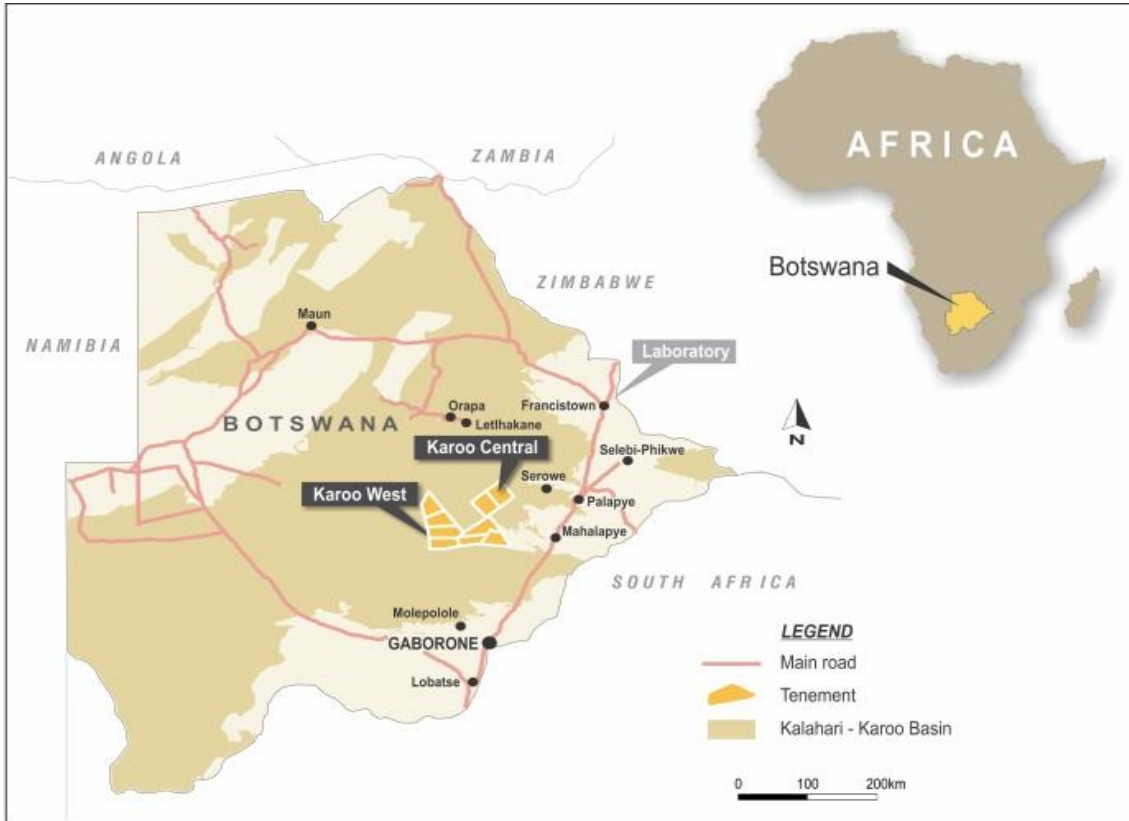 ANGOLA
ZAMBIA
AFRICA
Botswana
ZIMBABWE
NAMIBIA
Maun
Laboratory
BOTSWANA
Orapa
Letlhakane
Francistown
N
Karoo Central
Selebi-Phikwe
Serowe
Karoo West
Palapye
Mahalapye
SOUTH AFRICA
Molepolole
GABORONE
Lobatse
LEGEND
Main road
Tenement
Kalahari - Karoo Basin
0 100 200km